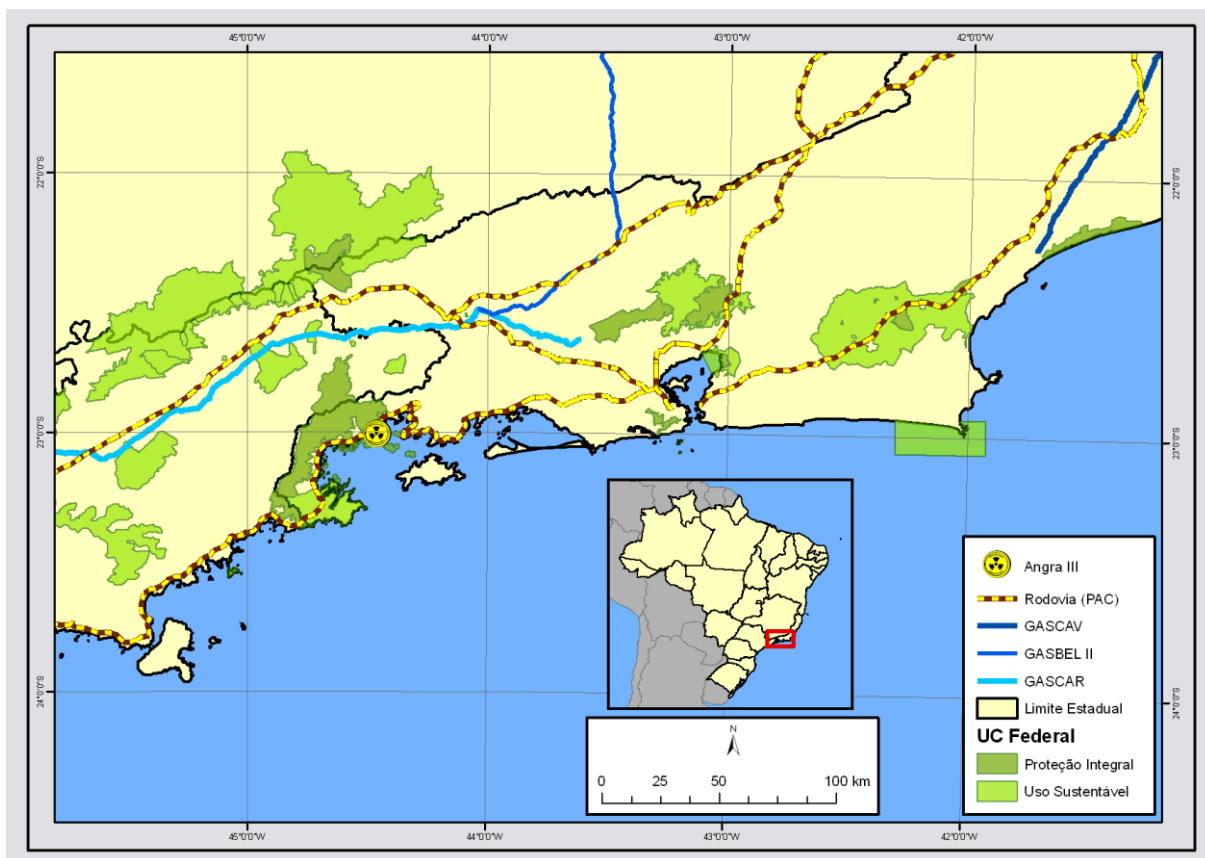 45°0'0"W 44°0'0"W 43°0'0"W 42°0'0"W
22°0'0"S
22°0'0"S
23°0'0"S
23°0'0"S
24°0'0"S
24°0'0"S
Angra III
Rodovia (PAC)
GASCAV
GASBEL II
GASCAR
Limite Estadual
UC Federal
Proteção Integral
Uso Sustentável
N
0 25 50 100 km
45°0'0"W 44°0'0"W 43°0'0"W 42°0'0"W